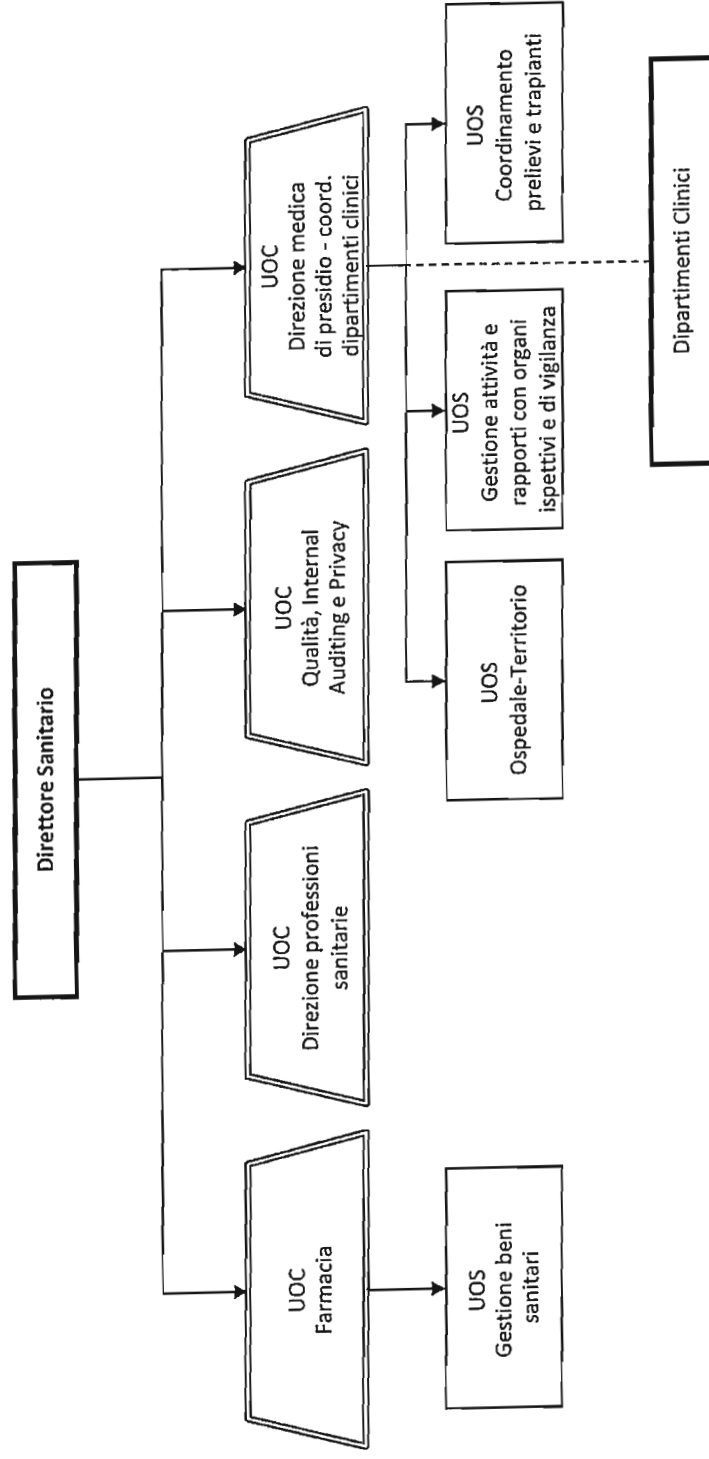 Direttore Sanitario
UOC
Farmacia
UOC
Direzione professioni
sanitarie
UOC
Qualità, Internal
Auditing e Privacy
UOC
Direzione medica
di presidio - coord.
dipartimenti clinici
UOS
Gestione beni
sanitari
UOS
Ospedale-Territorio
UOS
Gestione attività e
rapporti con organi
ispettivi e di vigilanza
UOS
Coordinamento
prelievi e trapianti
Dipartimenti Clinici